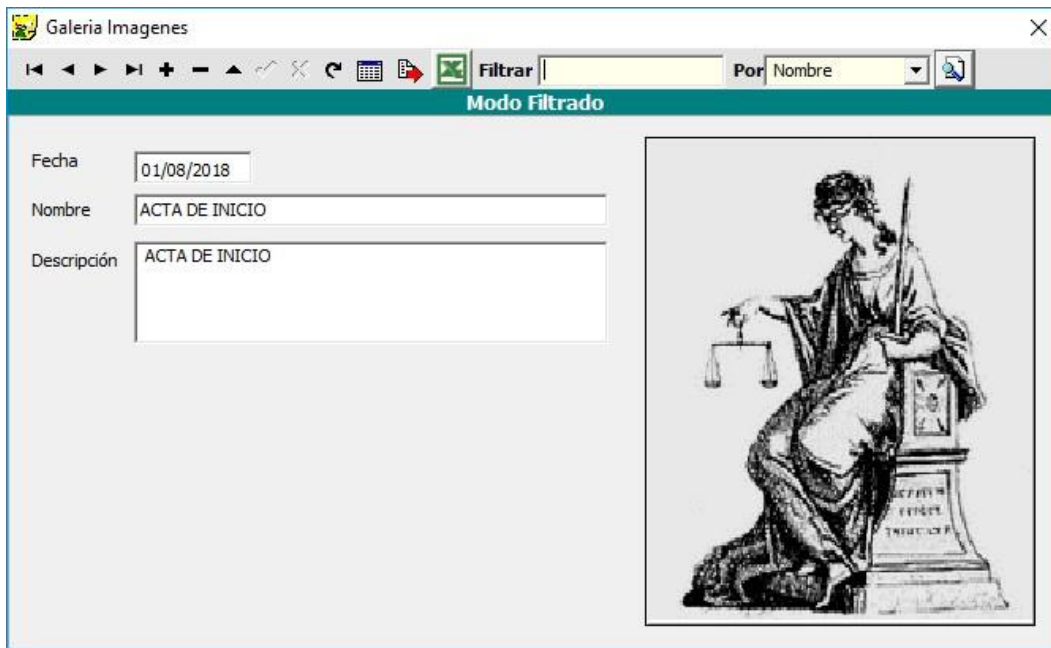 Galeria Imagenes
Filtrar Por Nombre
Modo Filtrado
Fecha 01/08/2018
Nombre ACTA DE INICIO
Descripción ACTA DE INICIO